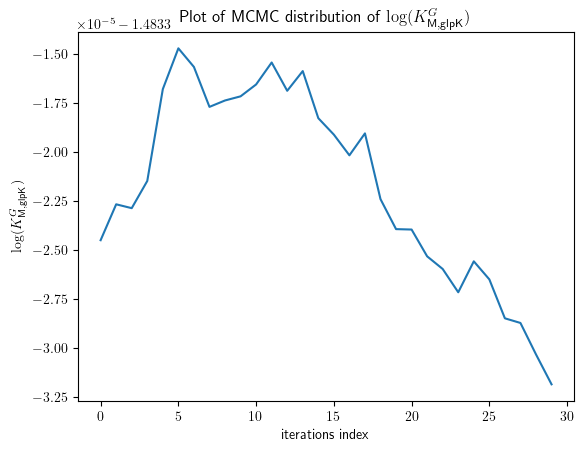 Plot of MCMC distribution of log(K^G_{M,glpK})
×10^{−5}−1.4833
−1.50
−1.75
−2.00
−2.25
−2.50
−2.75
−3.00
−3.25
log(K^G_{M,glpK})
0 5 10 15 20 25 30
iterations index